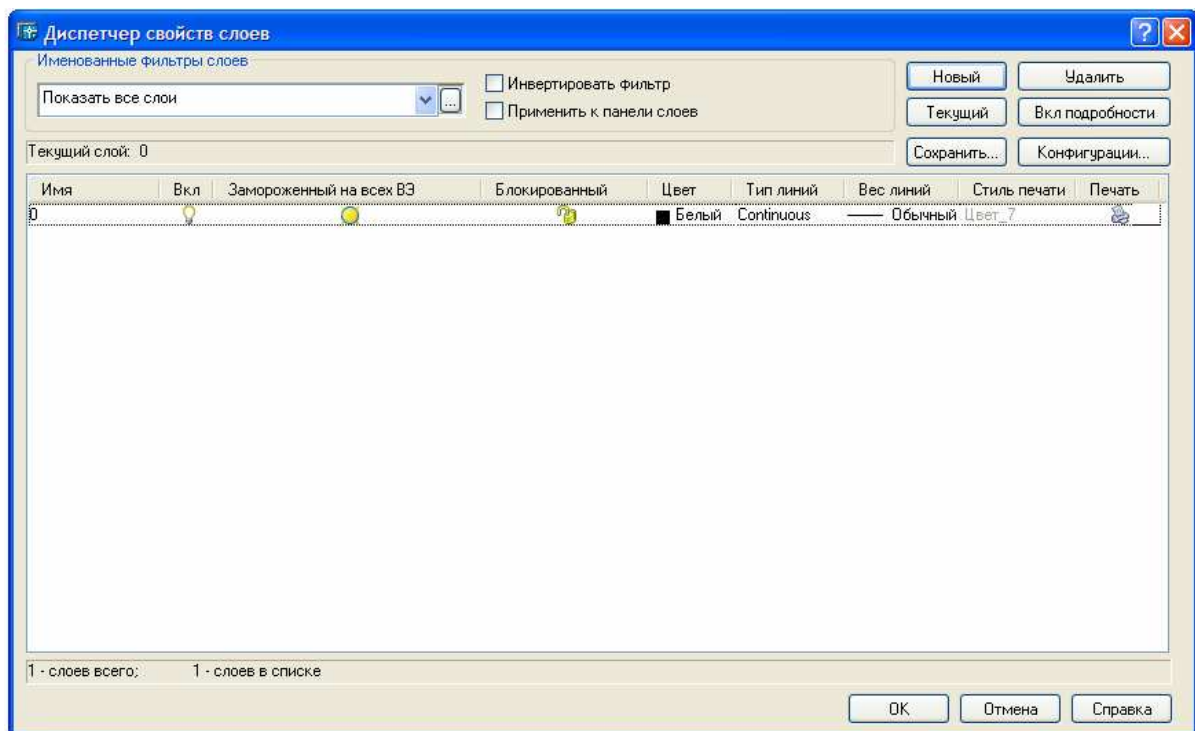 Диспетчер свойств слоев
Именованные фильтры слоев
Показать все слои
...
Инвертировать фильтр
Применить к панели слоев
Новый Удалить
Текущий Вкл подробности
Текущий слой: 0
Сохранить... Конфигурации...
Имя Вкл Замороженный на всех ВЭ Блокированный Цвет Тип линий Вес линий Стиль печати Печать
0 Белый Continuous Обычный Цвет_7
1 - слоев всего; 1 - слоев в списке
OK Отмена Справка